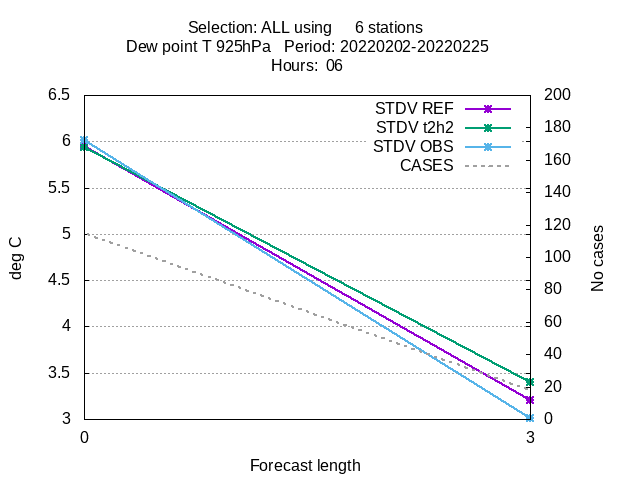 Selection: ALL using 6 stations
Dew point T 925hPa Period: 20220202-20220225
Hours: 06
6.5
6
5.5
5
4.5
4
3.5
3
200
180
160
140
120
100
80
60
40
20
0
STDV REF
STDV t2h2
STDV OBS
CASES
deg C
No cases
0
3
Forecast length